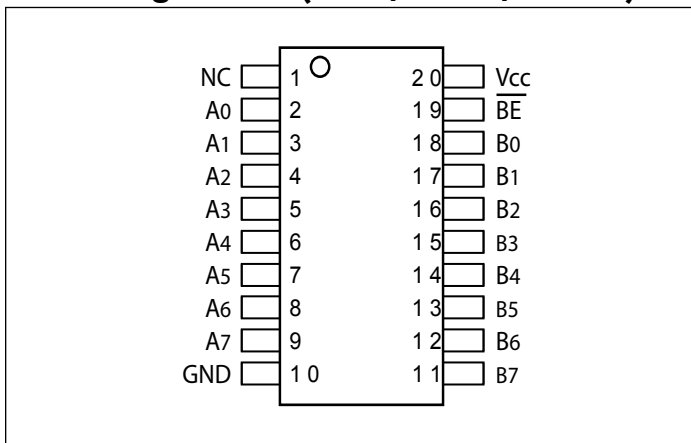 NC 1 20 Vcc
A0 2 19 B̅E̅
A1 3 18 B0
A2 4 17 B1
A3 5 16 B2
A4 6 15 B3
A5 7 14 B4
A6 8 13 B5
A7 9 12 B6
GND 10 11 B7